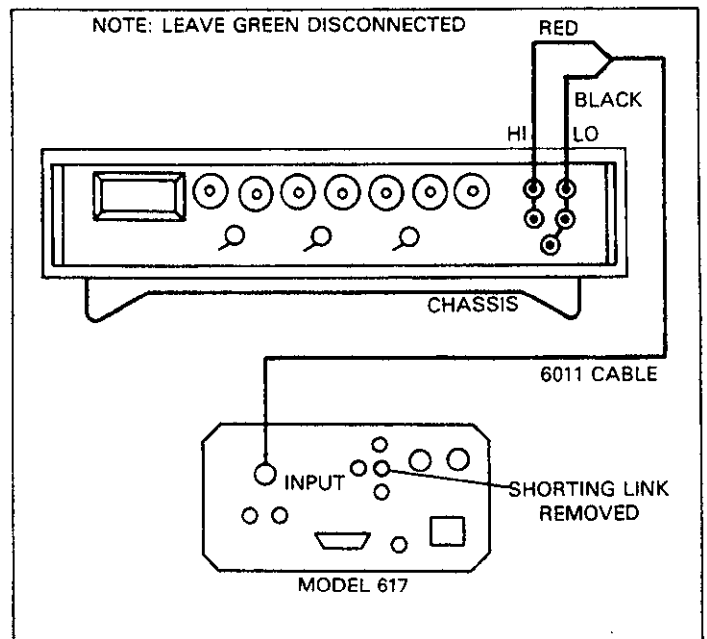 NOTE: LEAVE GREEN DISCONNECTED
RED
BLACK
HI
LO
CHASSIS
6011 CABLE
INPUT
SHORTING LINK
REMOVED
MODEL 617